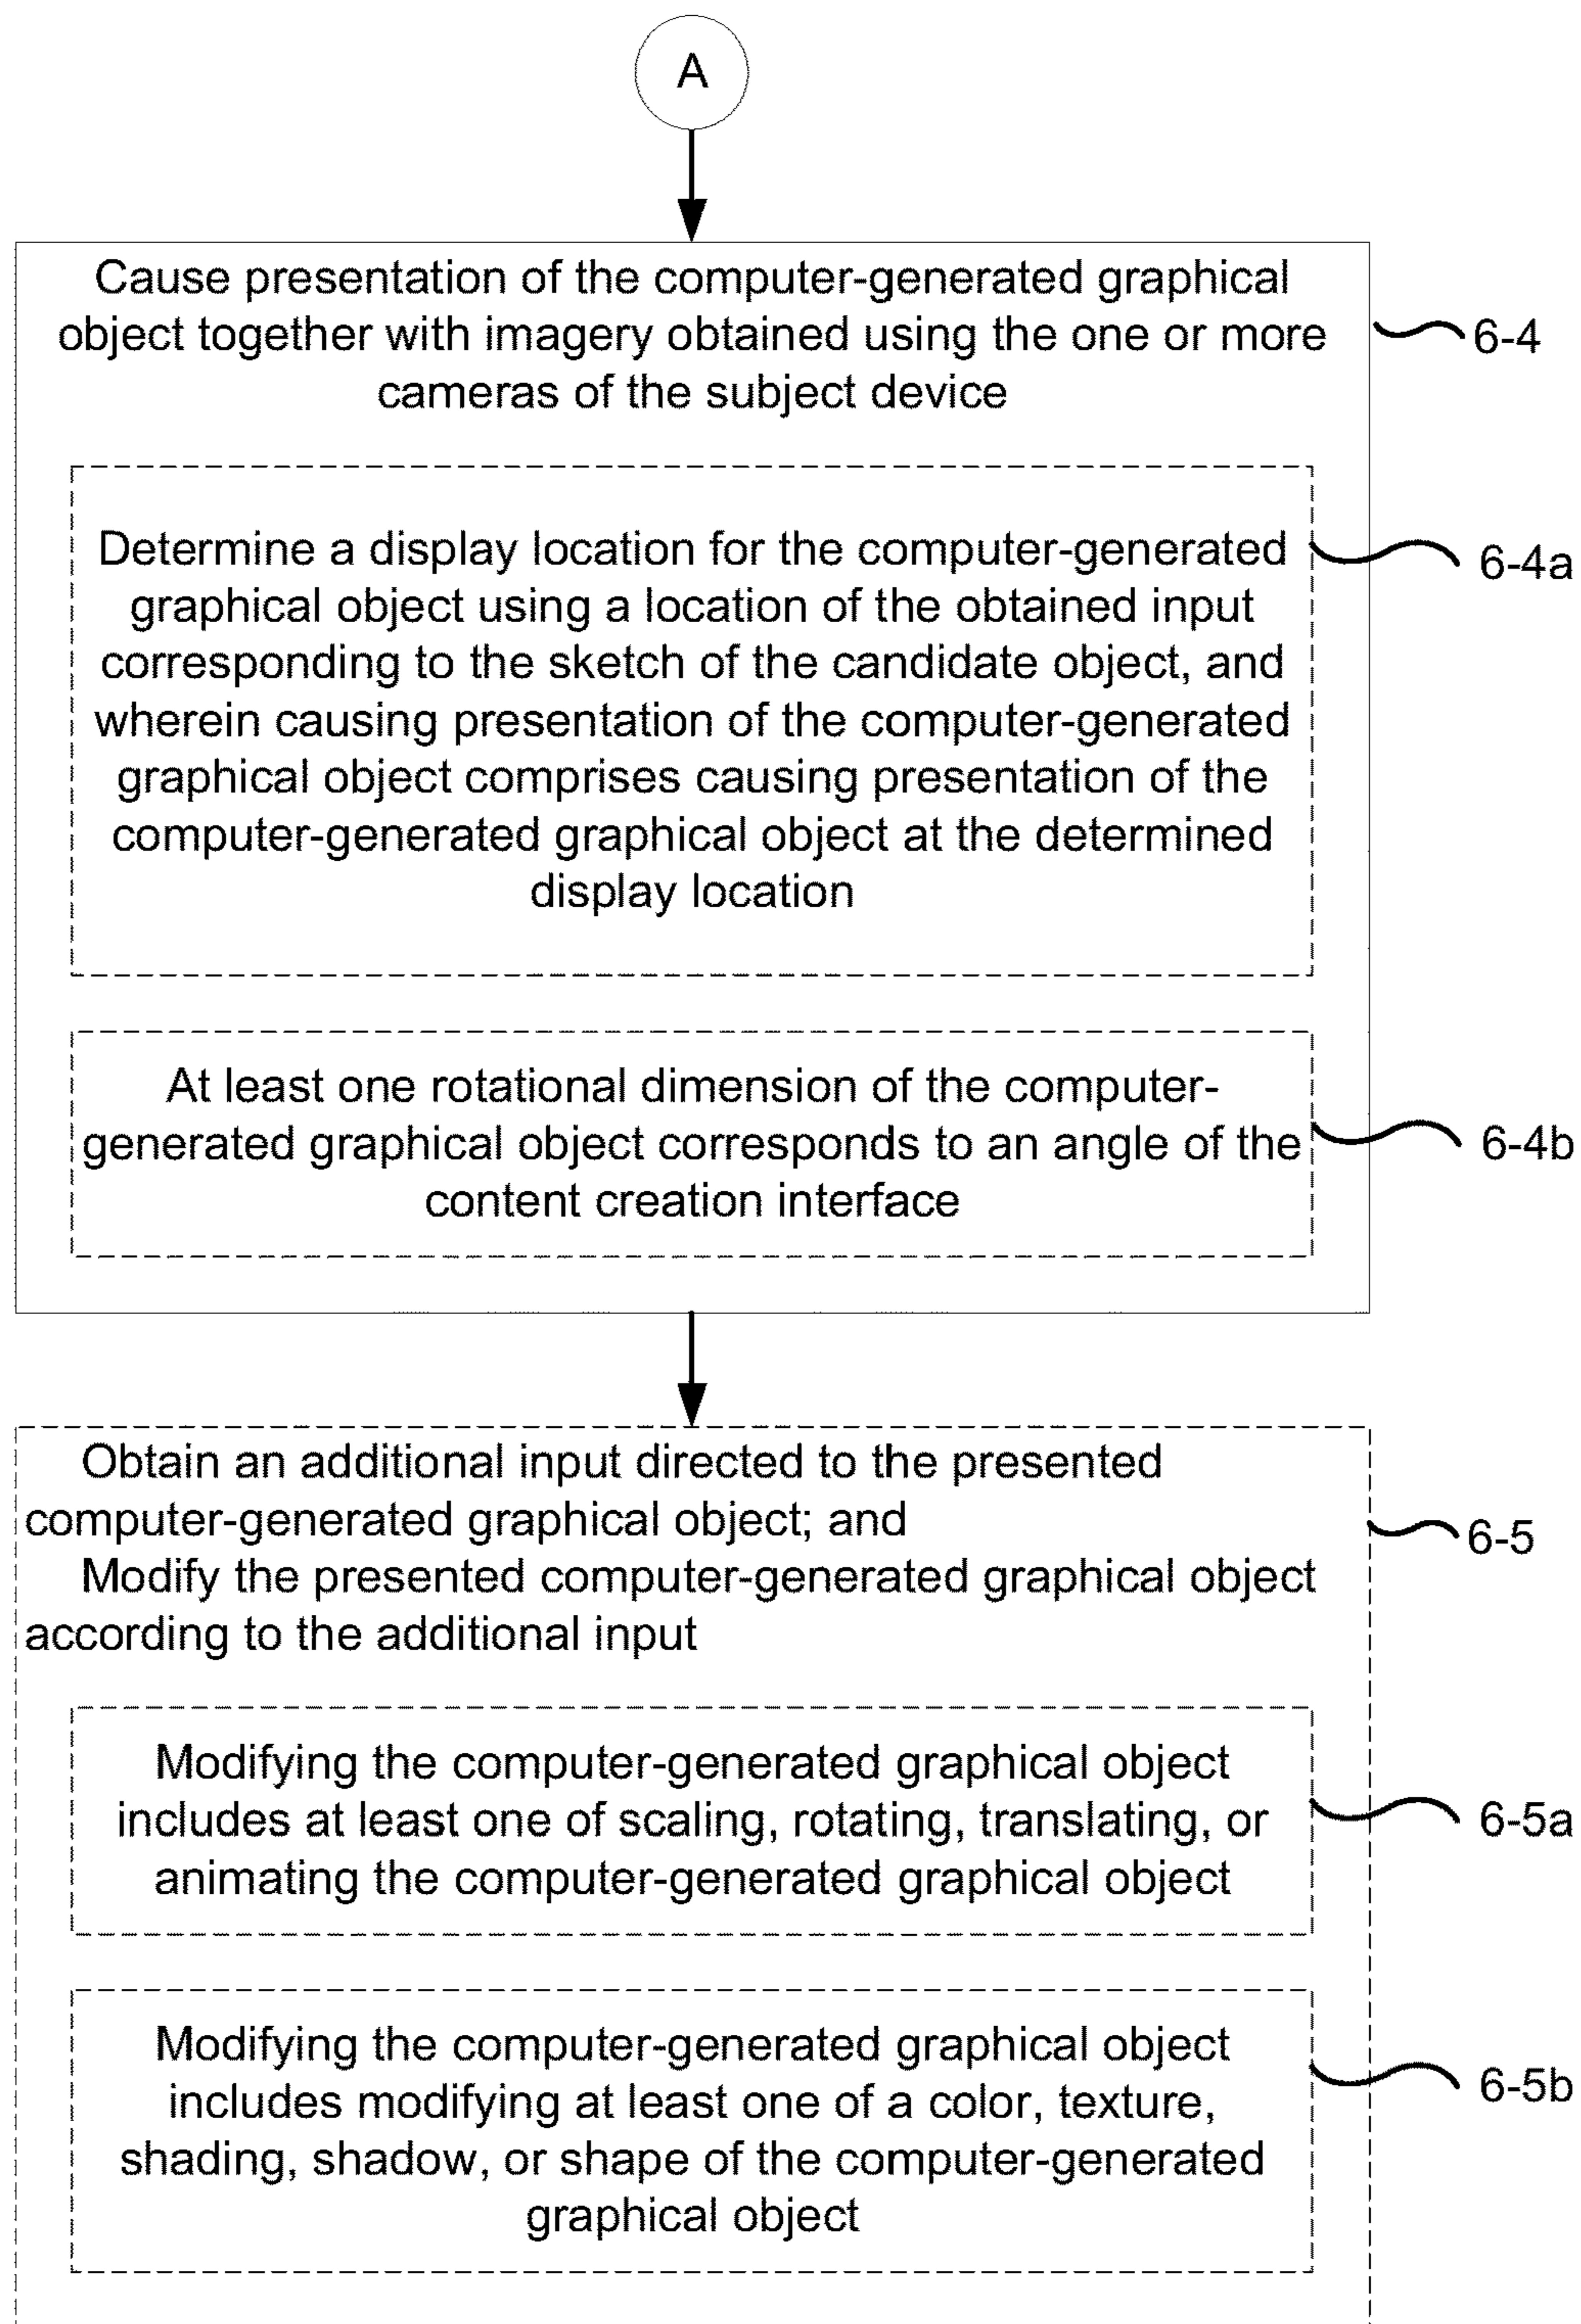 A
Cause presentation of the computer-generated graphical
object together with imagery obtained using the one or more
cameras of the subject device
6-4
Determine a display location for the computer-generated
graphical object using a location of the obtained input
corresponding to the sketch of the candidate object, and
wherein causing presentation of the computer-generated
graphical object comprises causing presentation of the
computer-generated graphical object at the determined
display location
6-4a
At least one rotational dimension of the computer-
generated graphical object corresponds to an angle of the
content creation interface
6-4b
Obtain an additional input directed to the presented
computer-generated graphical object; and
Modify the presented computer-generated graphical object
according to the additional input
6-5
Modifying the computer-generated graphical object
includes at least one of scaling, rotating, translating, or
animating the computer-generated graphical object
6-5a
Modifying the computer-generated graphical object
includes modifying at least one of a color, texture,
shading, shadow, or shape of the computer-generated
graphical object
6-5b